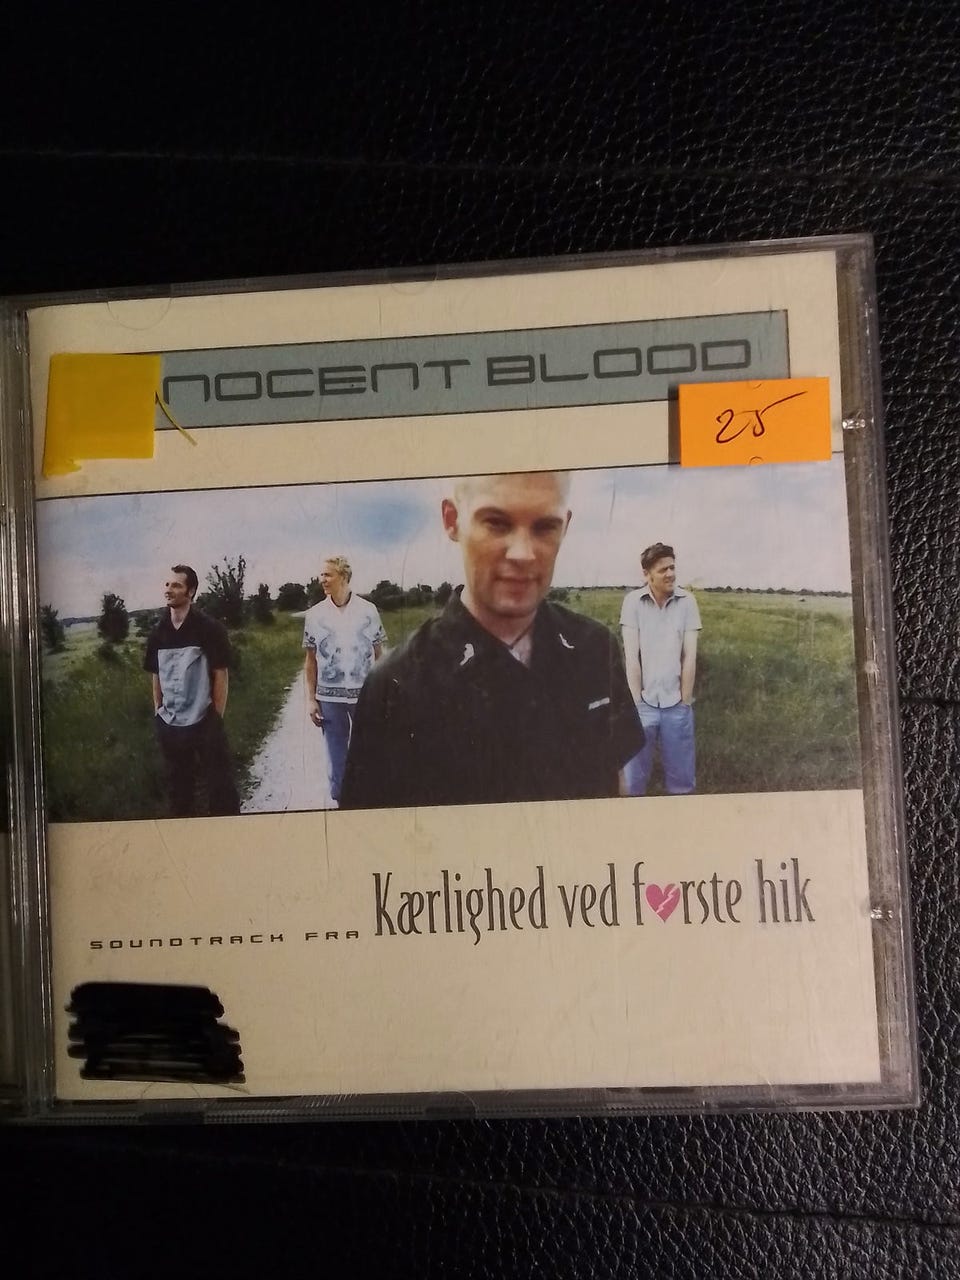 NOCENT BLOOD
25
SOUNDTRACK FRA Kærlighed ved første hik